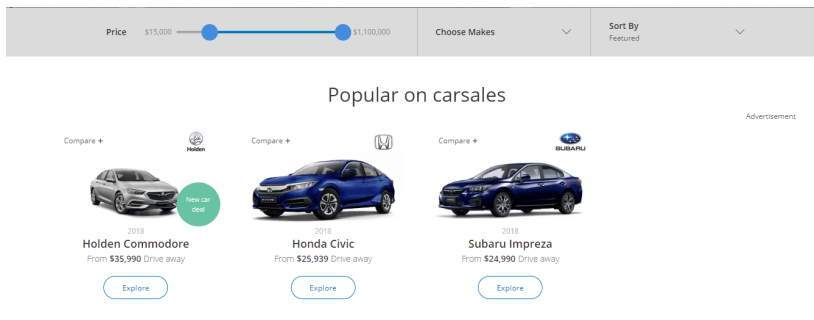 Price $15,000 $1,100,000 Choose Makes Sort By
Featured
Popular on carsales
Advertisement
Compare + Holden
Compare +
Compare + SUBARU
New car
deal
2018
Holden Commodore
From $35,990 Drive away
Explore
2018
Honda Civic
From $25,939 Drive away
Explore
2018
Subaru Impreza
From $24,990 Drive away
Explore